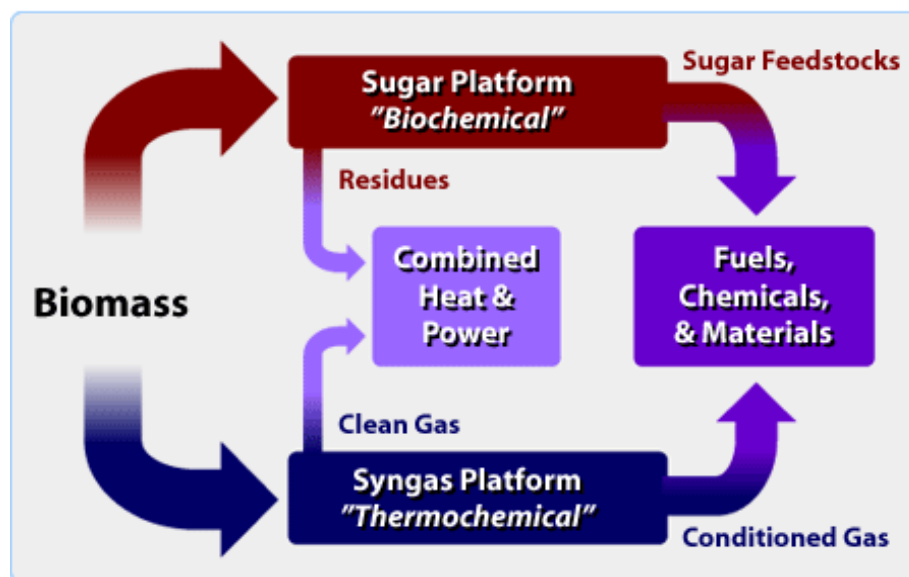 Sugar Feedstocks
Sugar Platform
"Biochemical"
Residues
Combined
Heat &
Power
Fuels,
Chemicals,
& Materials
Biomass
Clean Gas
Syngas Platform
"Thermochemical"
Conditioned Gas